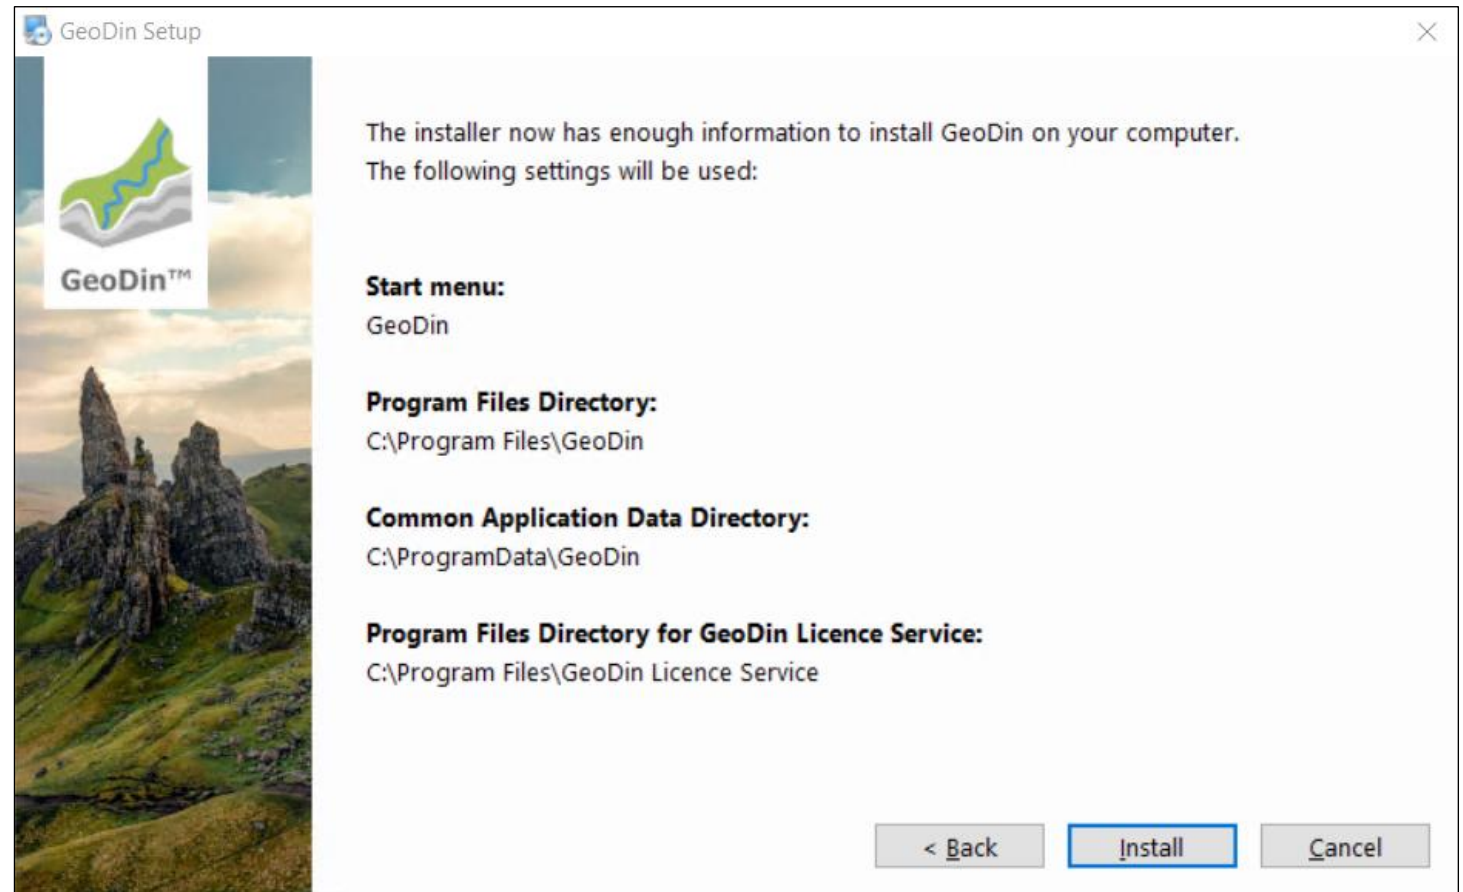 GeoDin Setup
GeoDin™
The installer now has enough information to install GeoDin on your computer.
The following settings will be used:
Start menu:
GeoDin
Program Files Directory:
C:\Program Files\GeoDin
Common Application Data Directory:
C:\ProgramData\GeoDin
Program Files Directory for GeoDin Licence Service:
C:\Program Files\GeoDin Licence Service
< Back
Install
Cancel